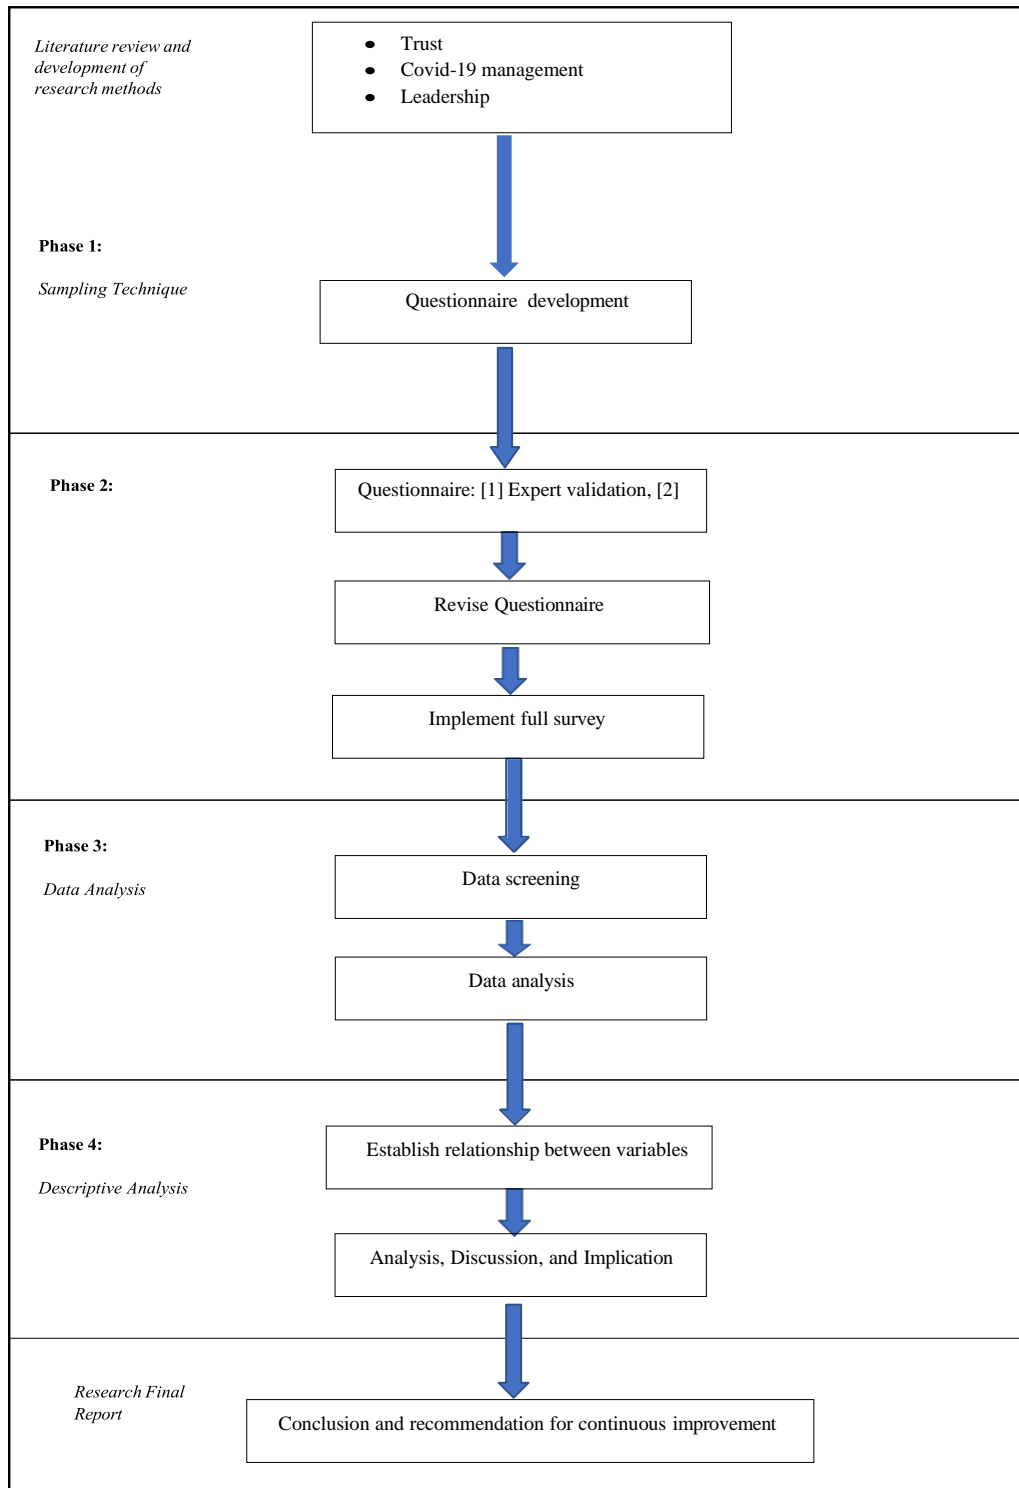 Literature review and
development of
research methods
• Trust
• Covid-19 management
• Leadership
Phase 1:
Sampling Technique
Questionnaire development
Phase 2:
Questionnaire: [1] Expert validation, [2]
Revise Questionnaire
Implement full survey
Phase 3:
Data Analysis
Data screening
Data analysis
Phase 4:
Descriptive Analysis
Establish relationship between variables
Analysis, Discussion, and Implication
Research Final
Report
Conclusion and recommendation for continuous improvement